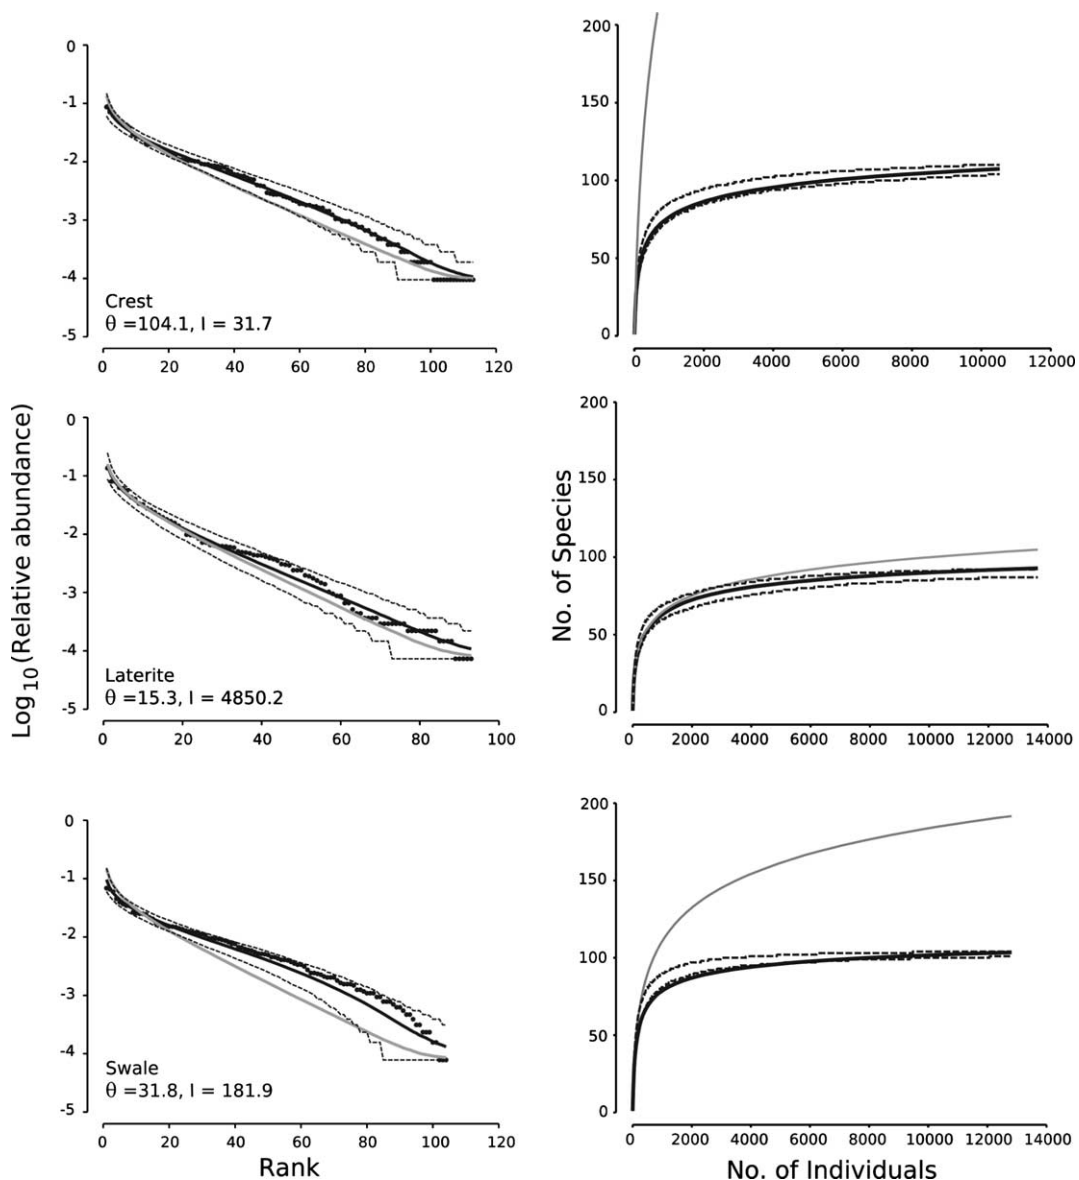 0
-1
-2
-3
-4
-5
Crest
θ =104.1, I = 31.7
0 20 40 60 80 100 120
200
150
100
50
0
0 2000 4000 6000 8000 10000 12000
Log10(Relative abundance)
0
-1
-2
-3
-4
-5
Laterite
θ =15.3, I = 4850.2
0 20 40 60 80 100
No. of Species
200
150
100
50
0
0 2000 4000 6000 8000 10000 12000 14000
0
-1
-2
-3
-4
-5
Swale
θ =31.8, I = 181.9
0 20 40 60 80 100 120
Rank
200
150
100
50
0
0 2000 4000 6000 8000 10000 12000 14000
No. of Individuals